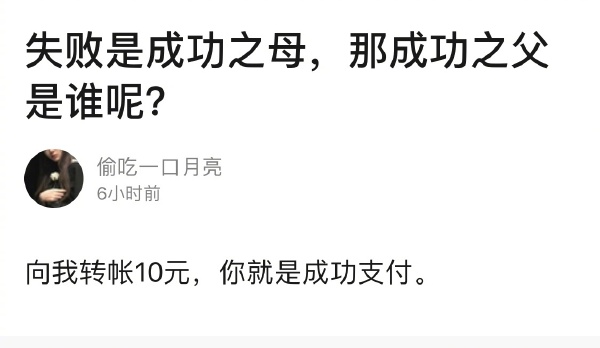 失败是成功之母，那成功之父
是谁呢？
偷吃一口月亮
6小时前
向我转帐10元，你就是成功支付。